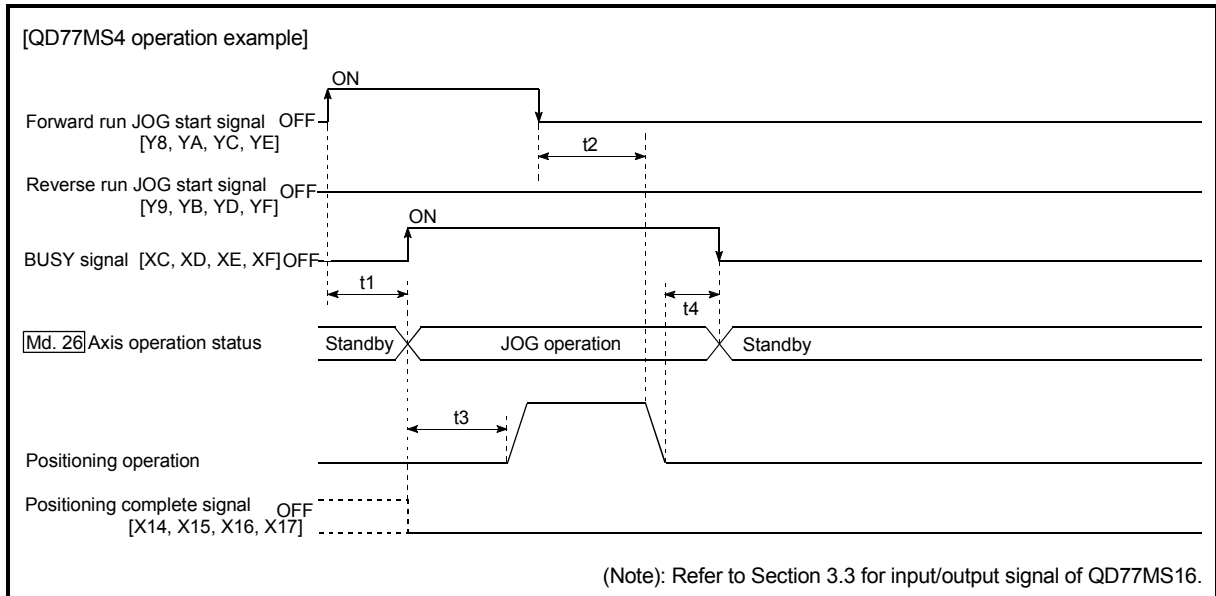 [QD77MS4 operation example]
ON
Forward run JOG start signal OFF
[Y8, YA, YC, YE]
t2
Reverse run JOG start signal OFF
[Y9, YB, YD, YF]
ON
BUSY signal [XC, XD, XE, XF] OFF
t1
t4
Md. 26 Axis operation status Standby JOG operation Standby
t3
Positioning operation
Positioning complete signal OFF
[X14, X15, X16, X17]
(Note): Refer to Section 3.3 for input/output signal of QD77MS16.